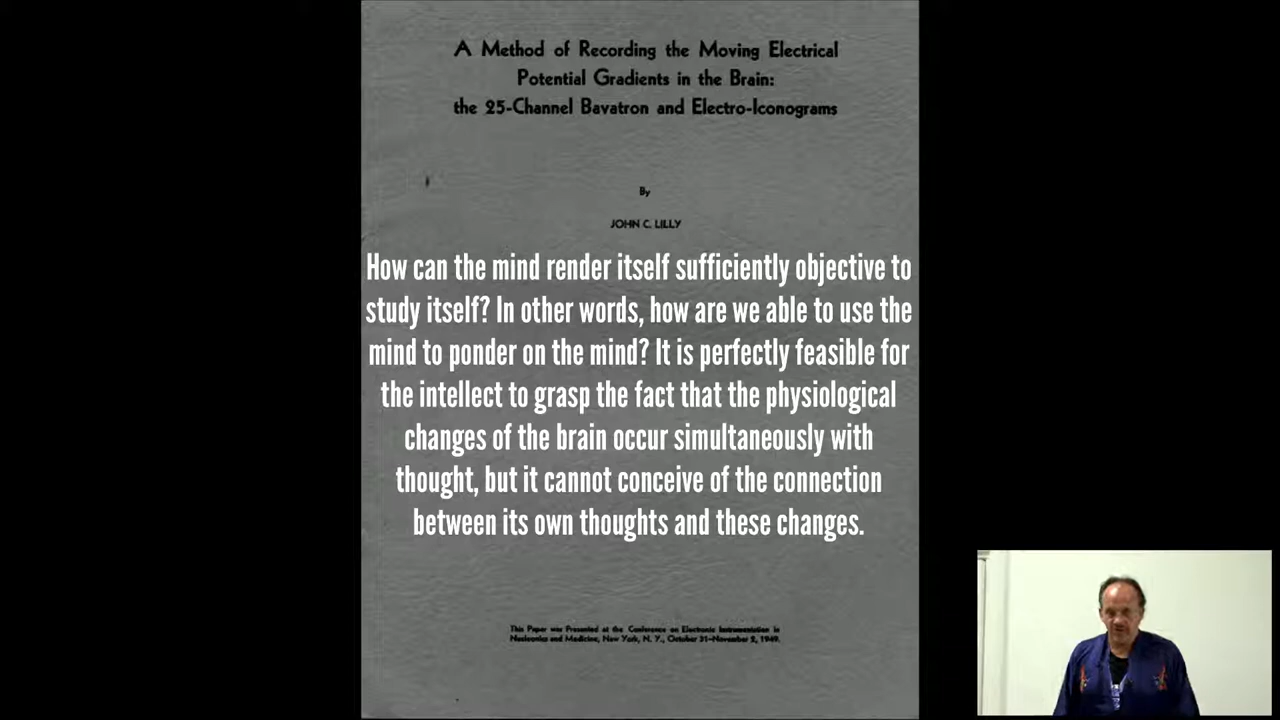 A Method of Recording the Moving Electrical
Potential Gradients in the Brain:
the 25-Channel Bavatron and Electro-Iconograms
By
JOHN C. LILLY
How can the mind render itself sufficiently objective to
study itself? In other words, how are we able to use the
mind to ponder on the mind? It is perfectly feasible for
the intellect to grasp the fact that the physiological
changes of the brain occur simultaneously with
thought, but it cannot conceive of the connection
between its own thoughts and these changes.
This Paper was Presented at the Conference on Electronic Instrumentation in
Nucleonics and Medicine, New York, N. Y., October 31-November 2, 1949.